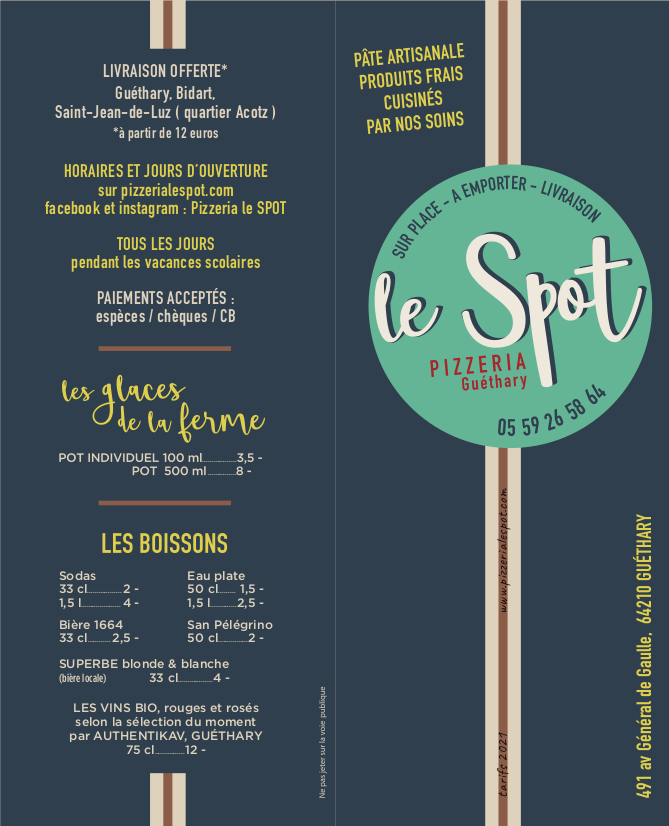 LIVRAISON OFFERTE*
Guéthary, Bidart,
Saint-Jean-de-Luz ( quartier Acotz )
*à partir de 12 euros
HORAIRES ET JOURS D'OUVERTURE
sur pizzerialespot.com
facebook et instagram : Pizzeria le SPOT
TOUS LES JOURS
pendant les vacances scolaires
PAIEMENTS ACCEPTÉS :
espèces / chèques / CB
les glaces
de la ferme
POT INDIVIDUEL 100 ml..............3,5 -
POT 500 ml............8 -
LES BOISSONS
Sodas
33 cl..............2 -
1,5 l............... 4 -
Eau plate
50 cl....... 1,5 -
1,5 l..........2,5 -
Bière 1664
33 cl......... 2,5 -
San Pélégrino
50 cl............2 -
SUPERBE blonde & blanche
(bière locale) 33 cl..............4 -
LES VINS BIO, rouges et rosés
selon la sélection du moment
par AUTHENTIKAV, GUÉTHARY
75 cl............12 -
Ne pas jeter sur la voie publique
PÂTE ARTISANALE
PRODUITS FRAIS
CUISINÉS
PAR NOS SOINS
SUR PLACE - A EMPORTER - LIVRAISON
le Spot
PIZZERIA
Guéthary
05 59 26 58 64
www.pizzerialespot.com
tarifs 2021
491 av Général de Gaulle, 64210 GUÉTHARY